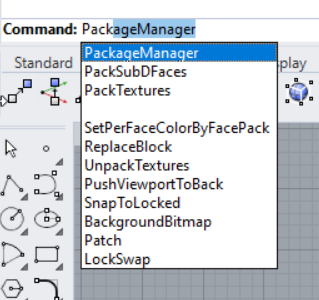 Command: PackageManager
PackageManager
Standard
play
PackSubDFaces
PackTextures
SetPerFaceColorByFacePack
ReplaceBlock
UnpackTextures
PushViewportToBack
SnapToLocked
BackgroundBitmap
Patch
LockSwap